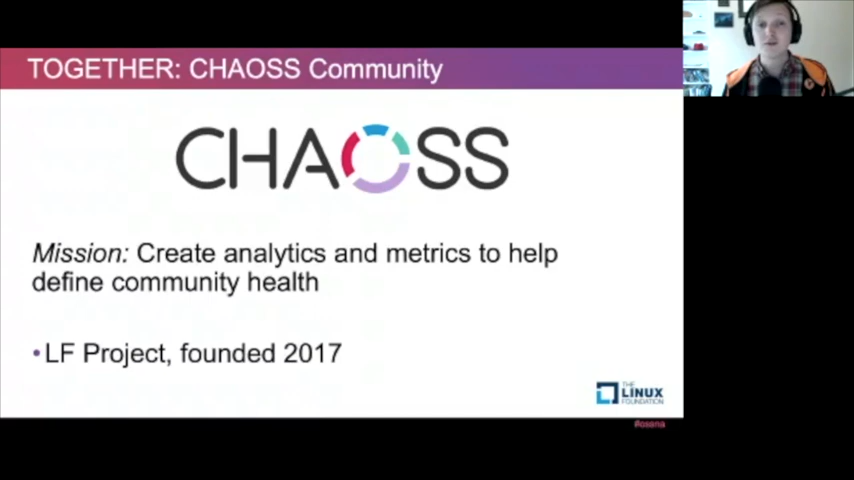 TOGETHER: CHAOSS Community
CHAOSS
Mission: Create analytics and metrics to help
define community health
•LF Project, founded 2017
THE
LINUX
FOUNDATION
#ossna